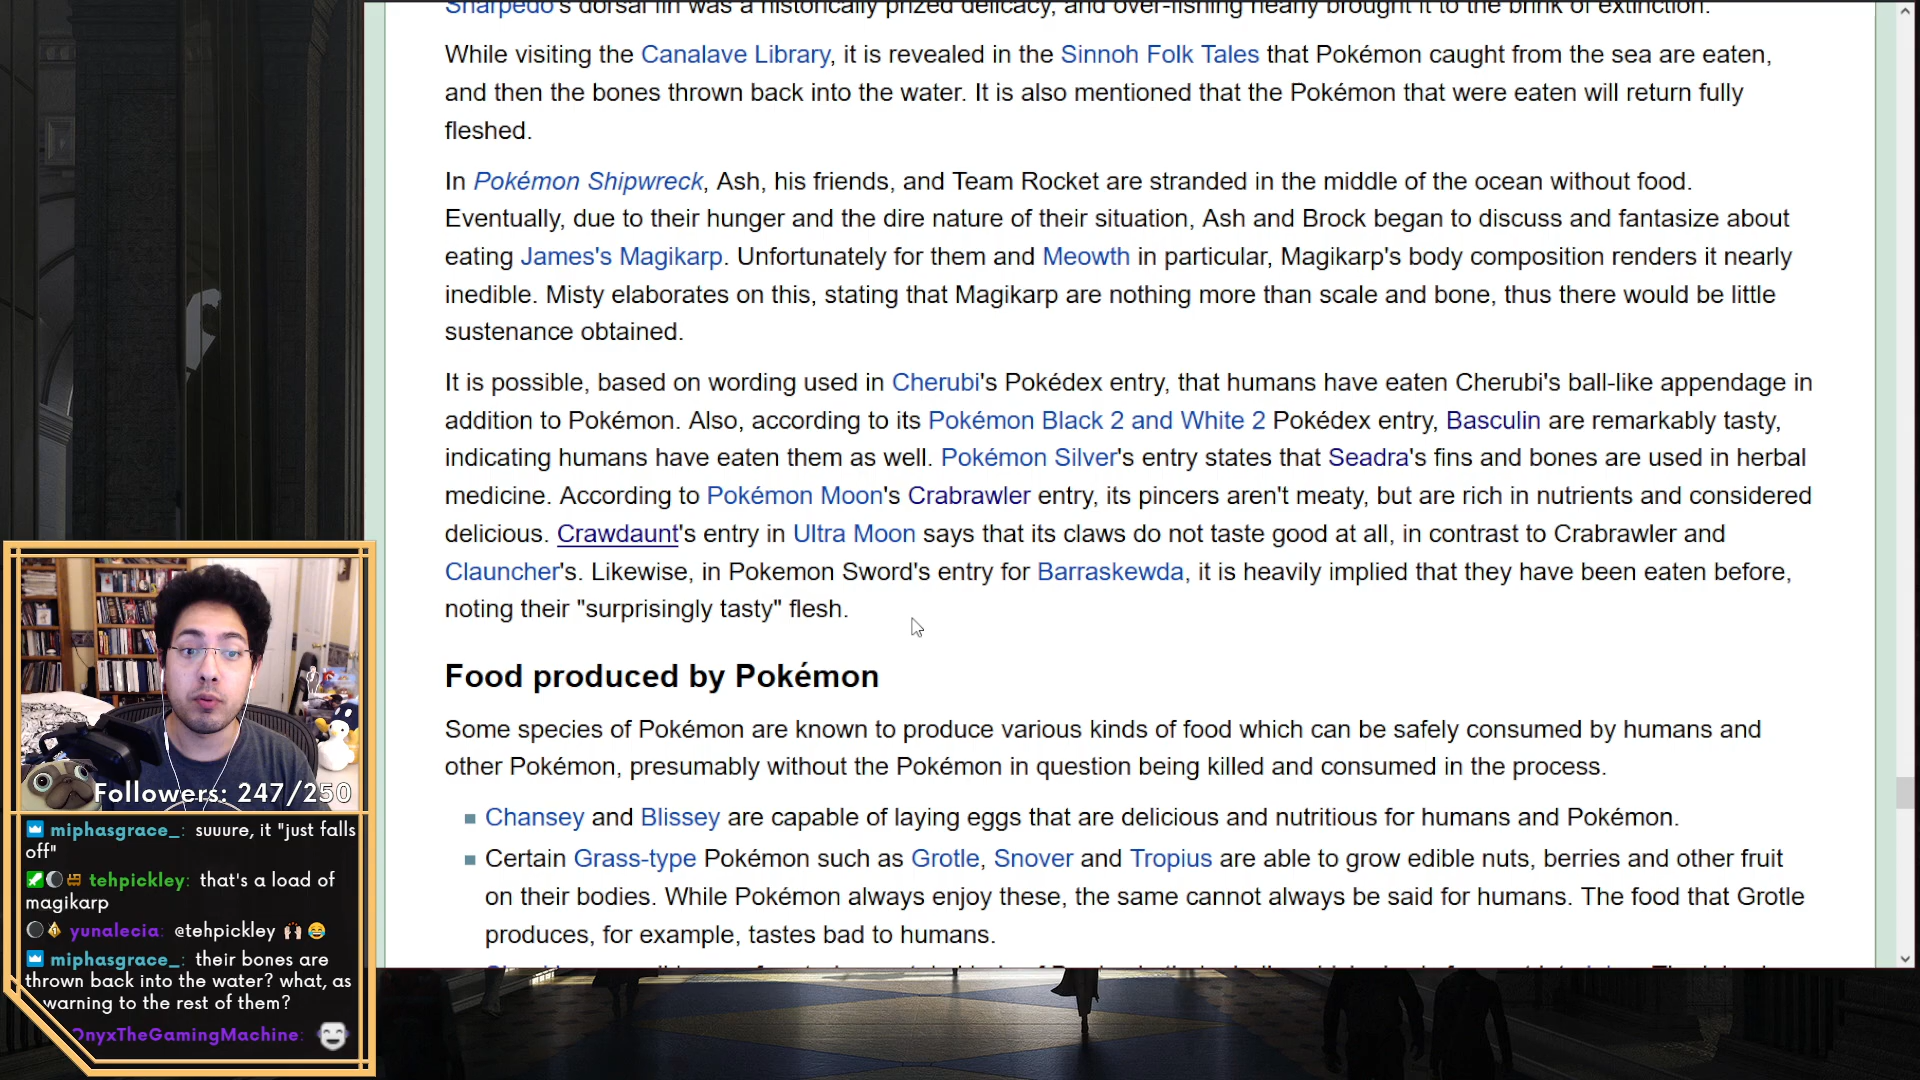 Sharpedo's dorsal fin was a historically prized delicacy, and over-fishing nearly brought it to the brink of extinction.
While visiting the Canalave Library, it is revealed in the Sinnoh Folk Tales that Pokémon caught from the sea are eaten,
and then the bones thrown back into the water. It is also mentioned that the Pokémon that were eaten will return fully
fleshed.
In Pokémon Shipwreck, Ash, his friends, and Team Rocket are stranded in the middle of the ocean without food.
Eventually, due to their hunger and the dire nature of their situation, Ash and Brock began to discuss and fantasize about
eating James's Magikarp. Unfortunately for them and Meowth in particular, Magikarp's body composition renders it nearly
inedible. Misty elaborates on this, stating that Magikarp are nothing more than scale and bone, thus there would be little
sustenance obtained.
It is possible, based on wording used in Cherubi's Pokédex entry, that humans have eaten Cherubi's ball-like appendage in
addition to Pokémon. Also, according to its Pokémon Black 2 and White 2 Pokédex entry, Basculin are remarkably tasty,
indicating humans have eaten them as well. Pokémon Silver's entry states that Seadra's fins and bones are used in herbal
medicine. According to Pokémon Moon's Crabrawler entry, its pincers aren't meaty, but are rich in nutrients and considered
delicious. Crawdaunt's entry in Ultra Moon says that its claws do not taste good at all, in contrast to Crabrawler and
Clauncher's. Likewise, in Pokemon Sword's entry for Barraskewda, it is heavily implied that they have been eaten before,
noting their "surprisingly tasty" flesh.
Food produced by Pokémon
Some species of Pokémon are known to produce various kinds of food which can be safely consumed by humans and
other Pokémon, presumably without the Pokémon in question being killed and consumed in the process.
Chansey and Blissey are capable of laying eggs that are delicious and nutritious for humans and Pokémon.
Certain Grass-type Pokémon such as Grotle, Snover and Tropius are able to grow edible nuts, berries and other fruit
on their bodies. While Pokémon always enjoy these, the same cannot always be said for humans. The food that Grotle
produces, for example, tastes bad to humans.
Followers: 247/250
miphasgrace_: suuure, it "just falls
off"
tehpickley: that's a load of
magikarp
yunalecia: @tehpickley
miphasgrace_: their bones are
thrown back into the water? what, as
warning to the rest of them?
OnyxTheGamingMachine: